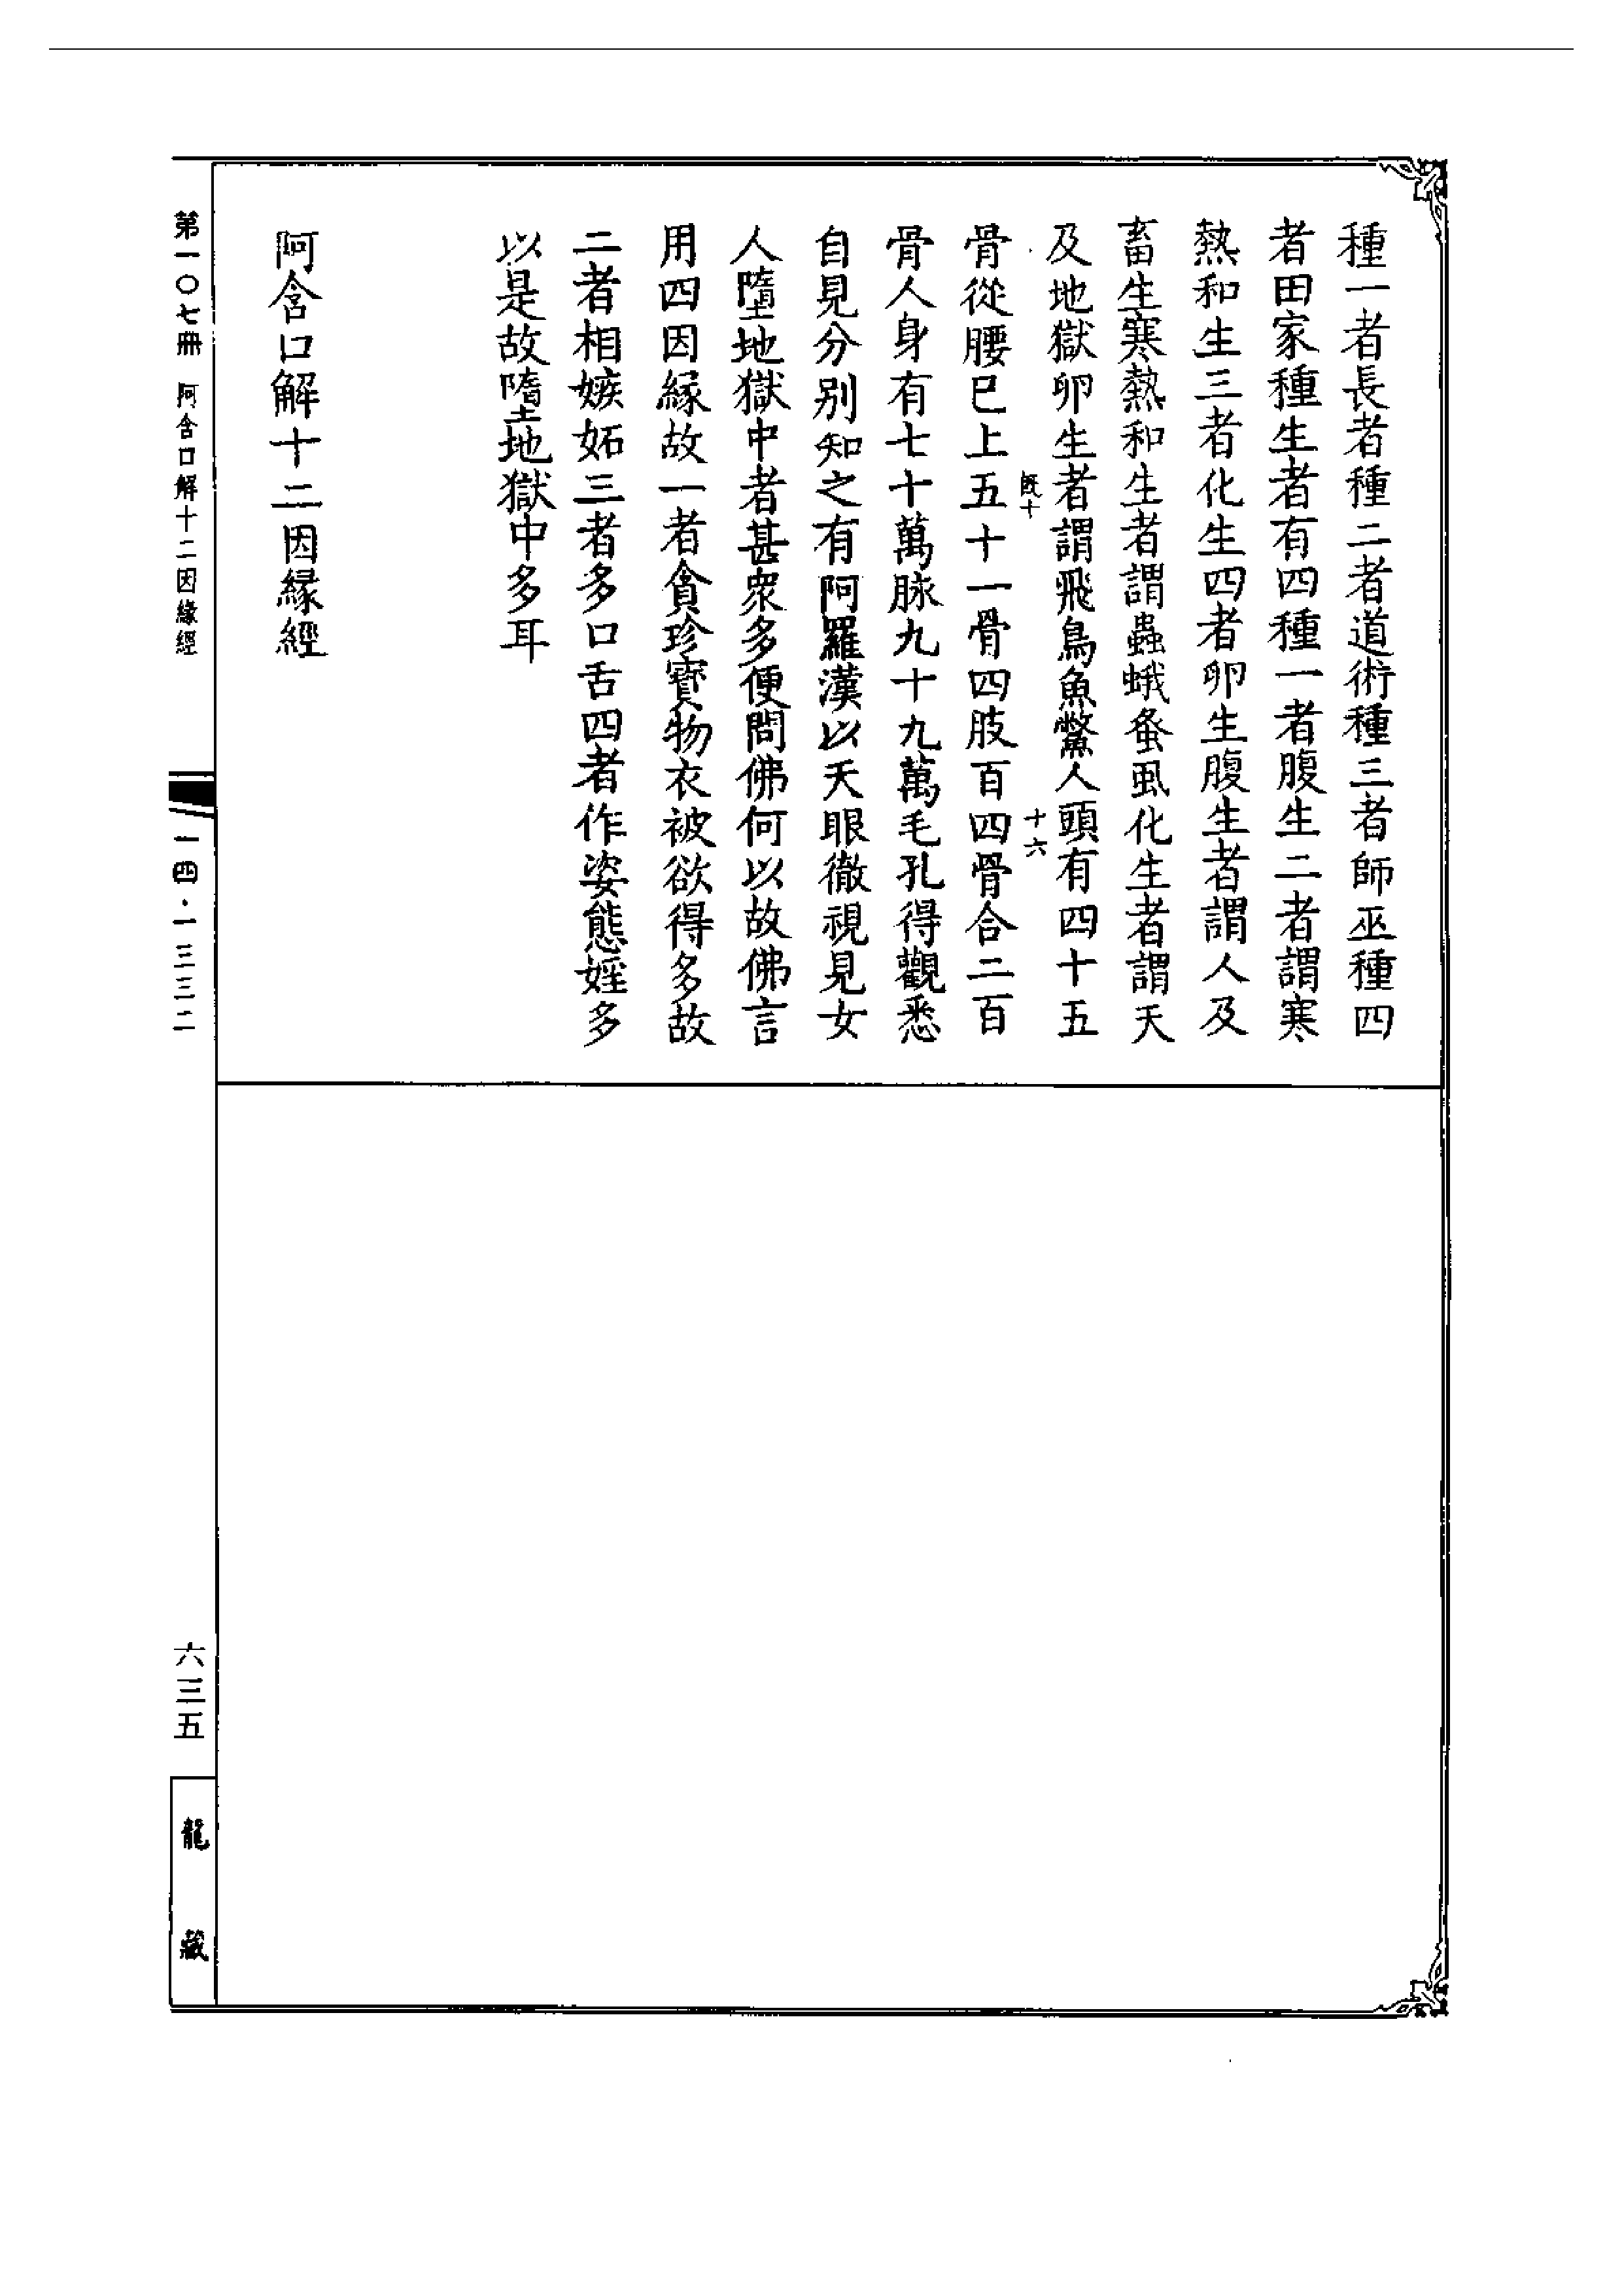 種一者長者種二者道術種三者師巫種四
者田家種生者有四種一者腹生二者謂寒
熱和生三者化生四者卵生腹生者謂人及
畜生寒熱和生者謂蟲蛾蚤虱化生者謂天
及地獄卵生者謂飛鳥魚鱉人頭有四十五
既十
十六
骨從腰已上五十一骨四肢百四骨合二百
骨人身有七十萬脉九十九萬毛孔得觀悉
自見分别知之有阿羅漢以天眼徹視見女
人墮地獄中者甚衆多便問佛何以故佛言
用四因緣故一者貪珍寶物衣被欲得多故
二者相嫉妬三者多口舌四者作姿態婬多
以是故墮地獄中多耳
阿含口解十二因縁經
第一〇七冊 阿含口解十二因緣經
一四·一三三二
六三五
龍藏